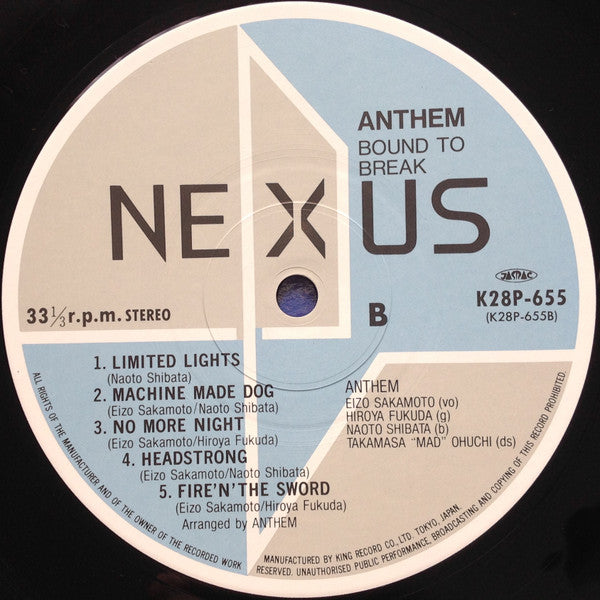 ANTHEM
BOUND TO
BREAK
NEXUS
33 1/3 r.p.m. STEREO
B
JASRAC
K28P-655
(K28P-655B)
1. LIMITED LIGHTS
(Naoto Shibata)
2. MACHINE MADE DOG
(Eizo Sakamoto/Naoto Shibata)
3. NO MORE NIGHT
(Eizo Sakamoto/Hiroya Fukuda)
4. HEADSTRONG
(Eizo Sakamoto/Naoto Shibata)
5. FIRE'N'THE SWORD
(Eizo Sakamoto/Hiroya Fukuda)
Arranged by ANTHEM
ANTHEM
EIZO SAKAMOTO (vo)
HIROYA FUKUDA (g)
NAOTO SHIBATA (b)
TAKAMASA "MAD" OHUCHI (ds)
ALL RIGHTS OF THE MANUFACTURER AND OF THE OWNER OF THE RECORDED WORK
RESERVED. UNAUTHORISED PUBLIC PERFORMANCE, BROADCASTING AND COPYING OF THIS RECORD PROHIBITED.
MANUFACTURED BY KING RECORD CO., LTD. TOKYO, JAPAN.